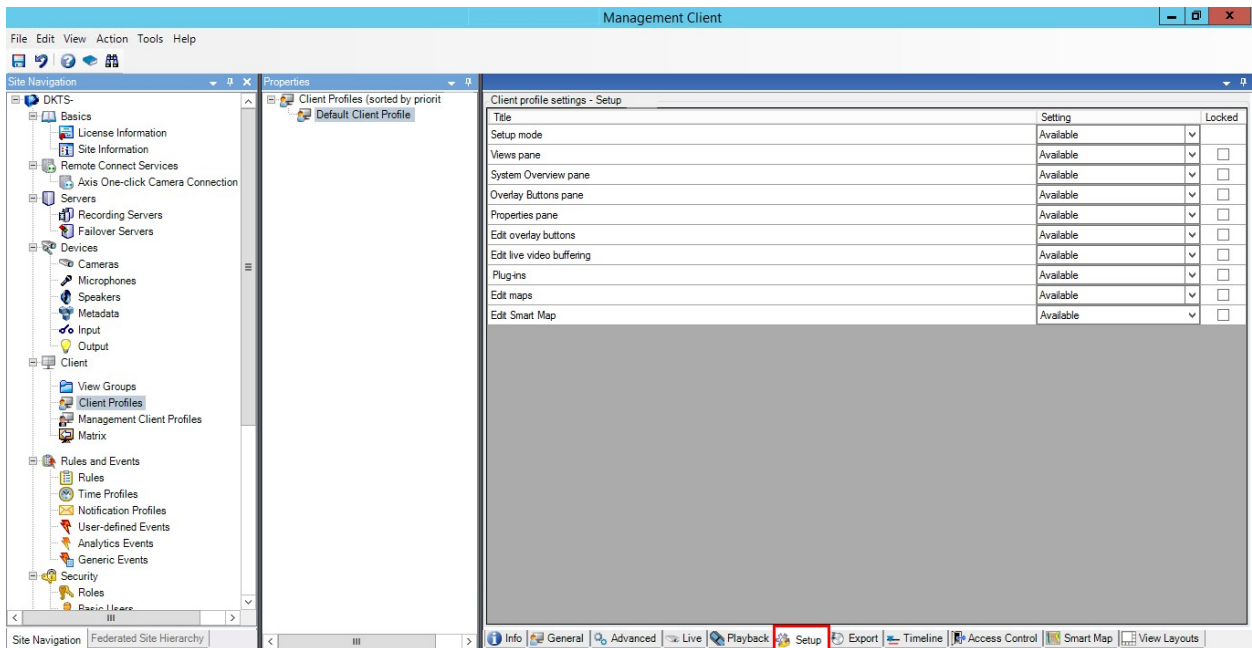 Management Client
File Edit View Action Tools Help
Site Navigation
DKTS-
Basics
License Information
Site Information
Remote Connect Services
Axis One-click Camera Connection
Servers
Recording Servers
Failover Servers
Devices
Cameras
Microphones
Speakers
Metadata
Input
Output
Client
View Groups
Client Profiles
Management Client Profiles
Matrix
Rules and Events
Rules
Time Profiles
Notification Profiles
User-defined Events
Analytics Events
Generic Events
Security
Roles
Basic Users
Site Navigation Federated Site Hierarchy
Properties
Client Profiles (sorted by priorit
Default Client Profile
Client profile settings - Setup
Title Setting Locked
Setup mode Available
Views pane Available
System Overview pane Available
Overlay Buttons pane Available
Properties pane Available
Edit overlay buttons Available
Edit live video buffering Available
Plug-ins Available
Edit maps Available
Edit Smart Map Available
Info General Advanced Live Playback Setup Export Timeline Access Control Smart Map View Layouts